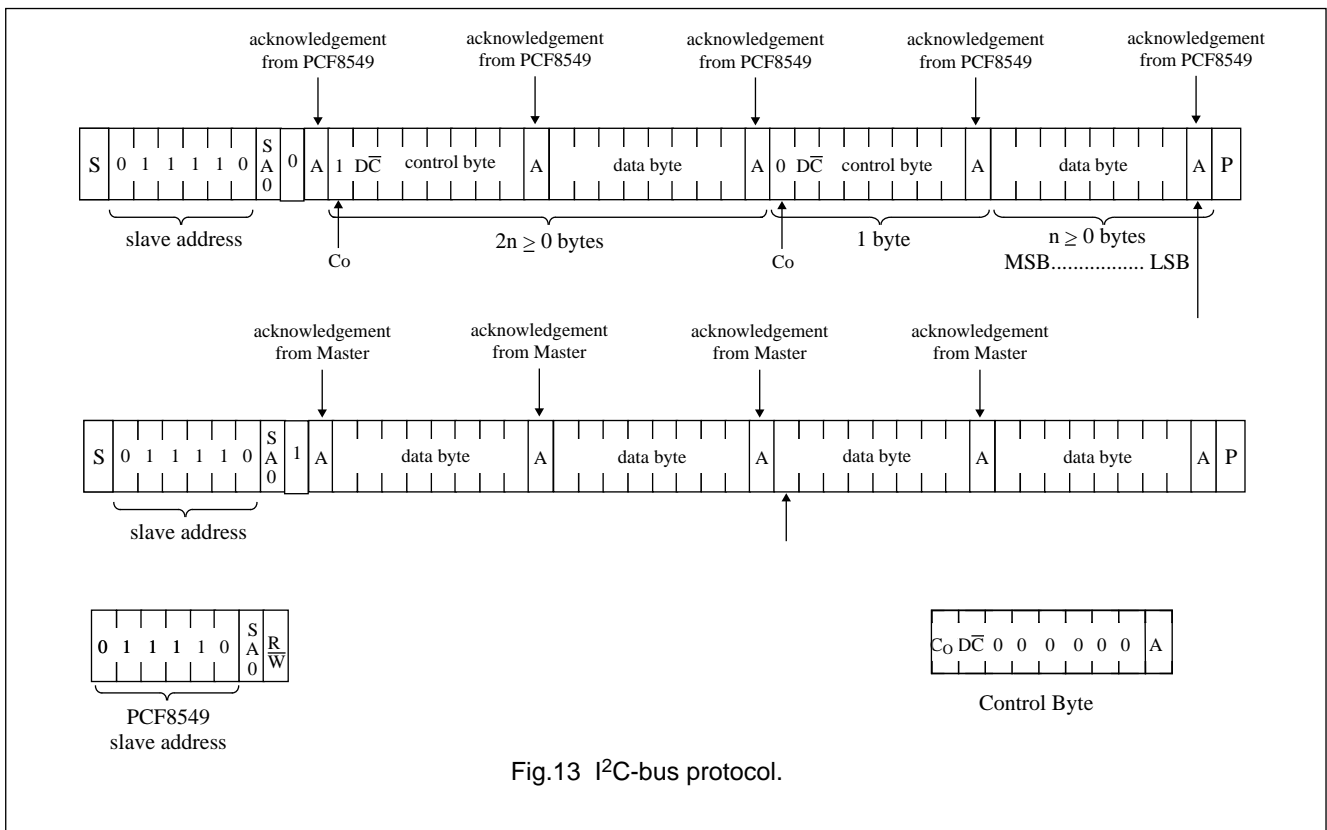 acknowledgement from PCF8549
acknowledgement from PCF8549
acknowledgement from PCF8549
acknowledgement from PCF8549
acknowledgement from PCF8549
S 0 1 1 1 1 0 SA0 0 A 1 DC̅ control byte A data byte A 0 DC̅ control byte A data byte A P
slave address
2n ≥ 0 bytes
1 byte
n ≥ 0 bytes
Co
Co
MSB................. LSB
acknowledgement from Master
acknowledgement from Master
acknowledgement from Master
acknowledgement from Master
S 0 1 1 1 1 0 SA0 1 A data byte A data byte A data byte A data byte A P
slave address
0 1 1 1 1 0 SA0 R/W̅
PCF8549
slave address
CO DC̅ 0 0 0 0 0 0 A
Control Byte
Fig.13 I²C-bus protocol.